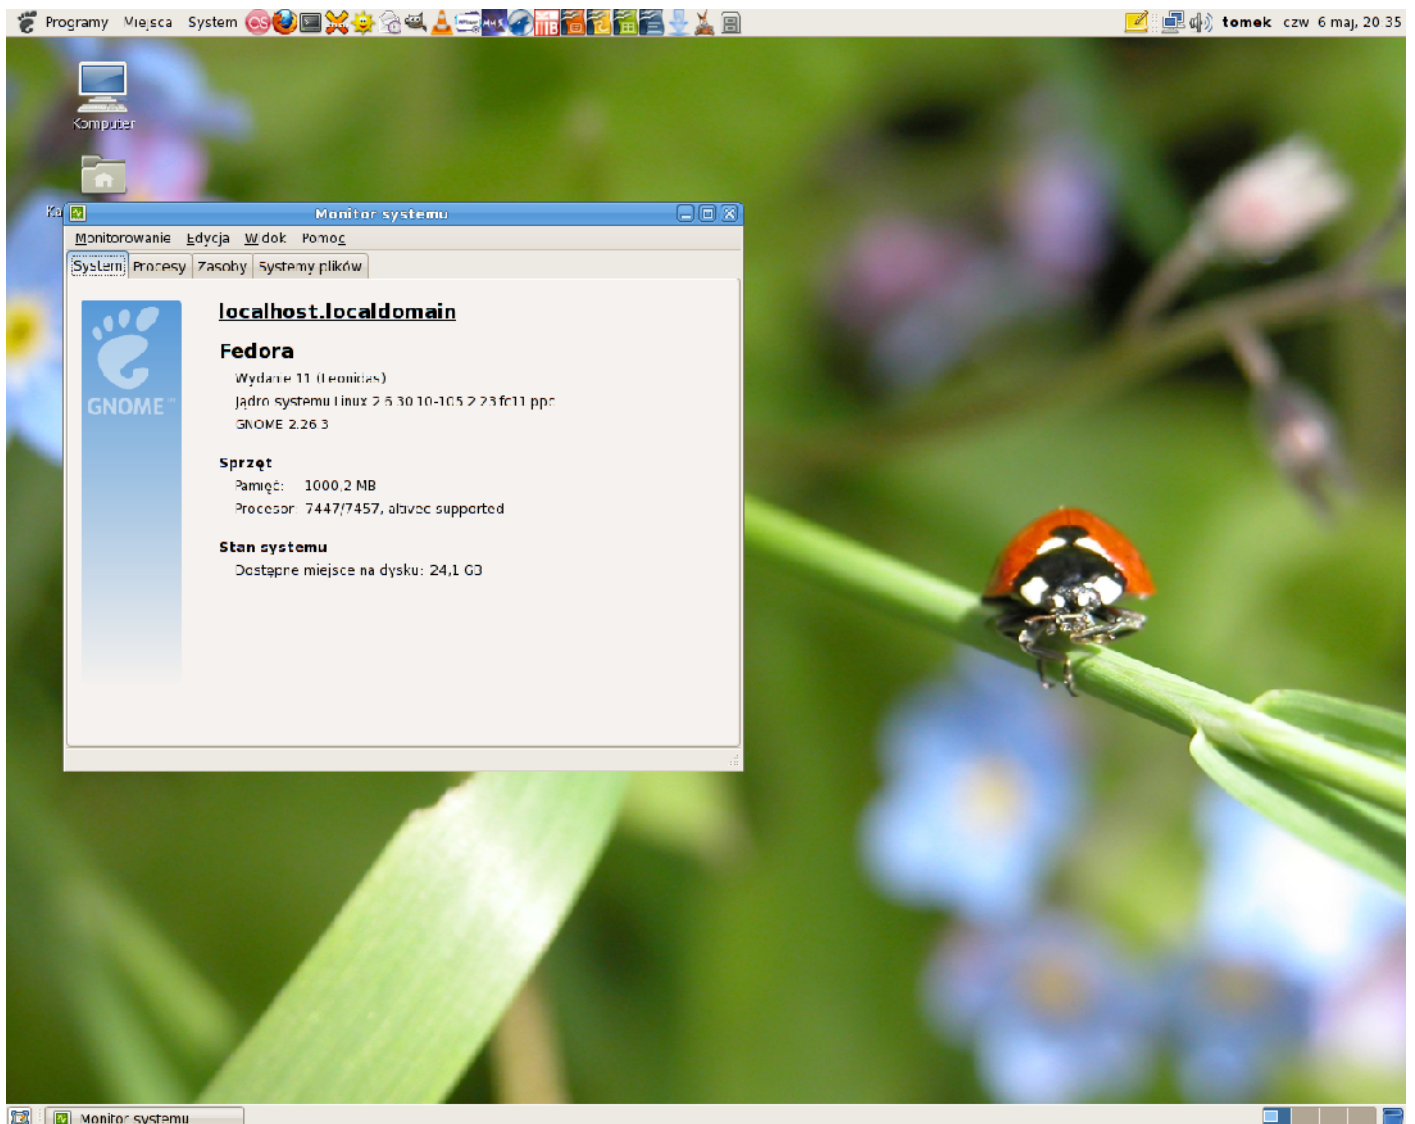 Programy Miejsca System tomek czw 6 maj, 20:35
Komputer
Monitor systemu
Monitorowanie Edycja Widok Pomoc
System Procesy Zasoby Systemy plików
GNOME™
localhost.localdomain
Fedora
Wydanie 11 (Leonidas)
Jądro systemu Linux 2.6.30.10-105.2.23.fc11.ppc
GNOME 2.26.3
Sprzęt
Pamięć: 1000,2 MB
Procesor: 7447/7457, altivec supported
Stan systemu
Dostępne miejsce na dysku: 24,1 GB
Monitor systemu